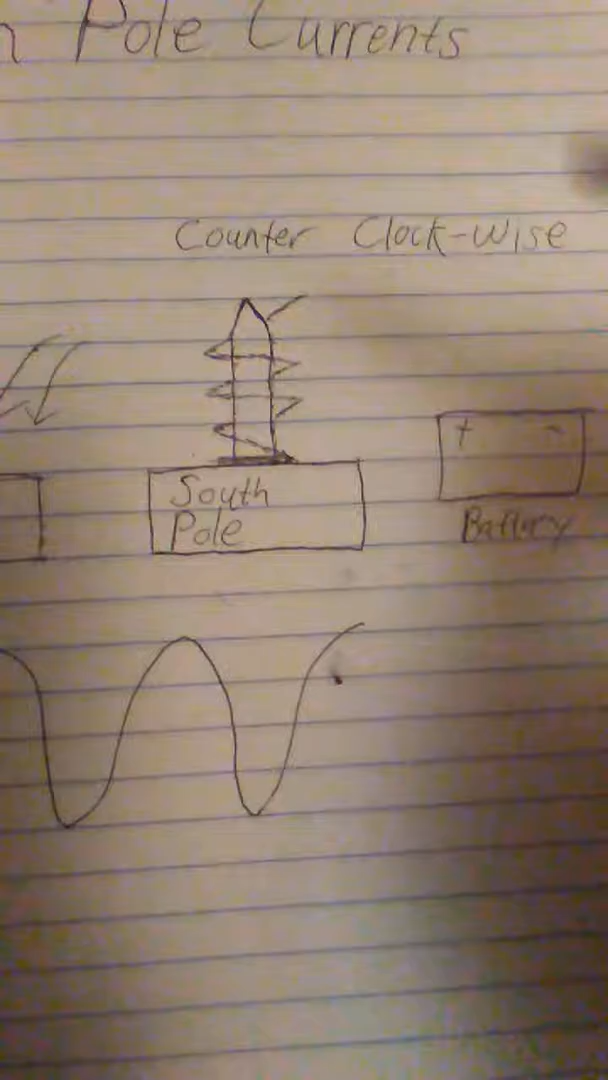 Pole Currents
Counter Clock-wise
+ -
South
Pole
Battery